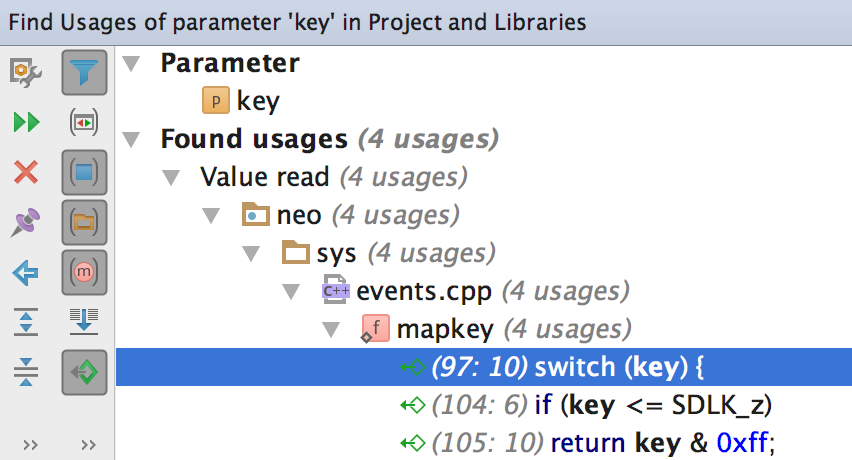 Find Usages of parameter 'key' in Project and Libraries
Parameter
P key
Found usages (4 usages)
Value read (4 usages)
neo (4 usages)
sys (4 usages)
C++ events.cpp (4 usages)
m f mapkey (4 usages)
(97: 10) switch (key) {
(104: 6) if (key <= SDLK_z)
(105: 10) return key & 0xff;